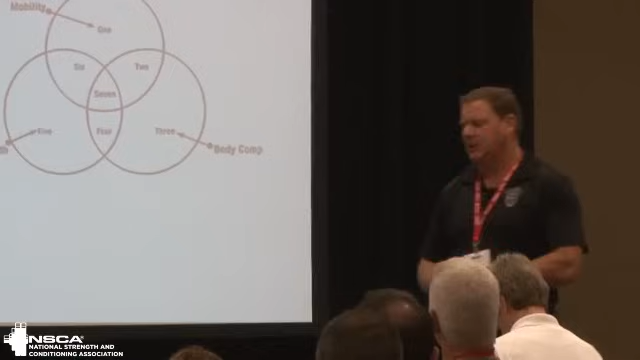 Mobility
One
Six
Two
Seven
Five
Four
Three
Body Comp
NSCA
NATIONAL STRENGTH AND
CONDITIONING ASSOCIATION